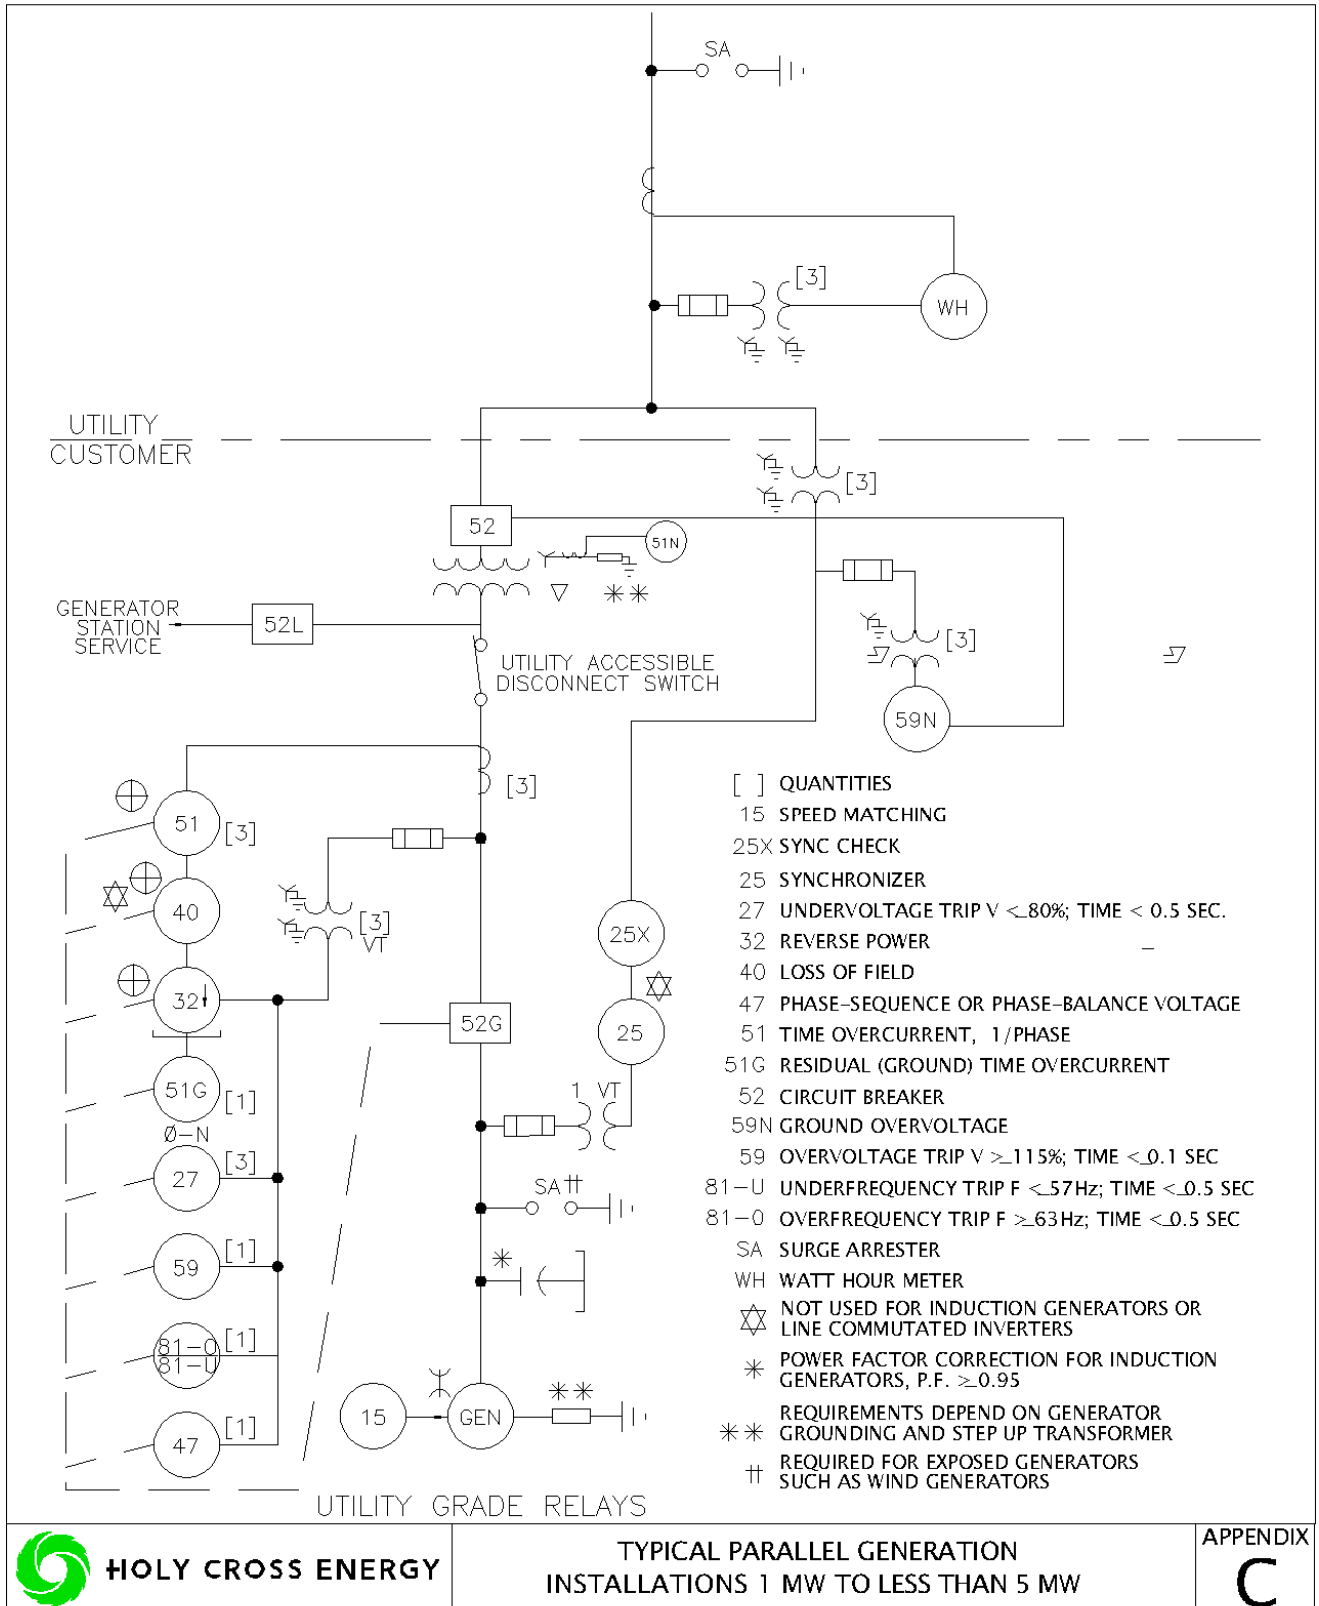 SA
[3]
WH
UTILITY
CUSTOMER
[3]
52
51N
**
GENERATOR
STATION
SERVICE
52L
UTILITY ACCESSIBLE
DISCONNECT SWITCH
[3]
59N
[3]
51
[3]
40
[3]
VT
32
25X
52G
25
51G
[1]
Ø-N
1 VT
[3]
27
SA
59
[1]
*
81-O
81-U
[1]
**
15
GEN
47
[1]
[ ] QUANTITIES
15 SPEED MATCHING
25X SYNC CHECK
25 SYNCHRONIZER
27 UNDERVOLTAGE TRIP V <_80%; TIME < 0.5 SEC.
32 REVERSE POWER _
40 LOSS OF FIELD
47 PHASE-SEQUENCE OR PHASE-BALANCE VOLTAGE
51 TIME OVERCURRENT, 1/PHASE
51G RESIDUAL (GROUND) TIME OVERCURRENT
52 CIRCUIT BREAKER
59N GROUND OVERVOLTAGE
59 OVERVOLTAGE TRIP V >_115%; TIME <_0.1 SEC
81-U UNDERFREQUENCY TRIP F <_57Hz; TIME <_0.5 SEC
81-0 OVERFREQUENCY TRIP F >_63Hz; TIME <_0.5 SEC
SA SURGE ARRESTER
WH WATT HOUR METER
NOT USED FOR INDUCTION GENERATORS OR
LINE COMMUTATED INVERTERS
* POWER FACTOR CORRECTION FOR INDUCTION
GENERATORS, P.F. >_0.95
REQUIREMENTS DEPEND ON GENERATOR
** GROUNDING AND STEP UP TRANSFORMER
REQUIRED FOR EXPOSED GENERATORS
SUCH AS WIND GENERATORS
UTILITY GRADE RELAYS
HOLY CROSS ENERGY
TYPICAL PARALLEL GENERATION
INSTALLATIONS 1 MW TO LESS THAN 5 MW
APPENDIX
C